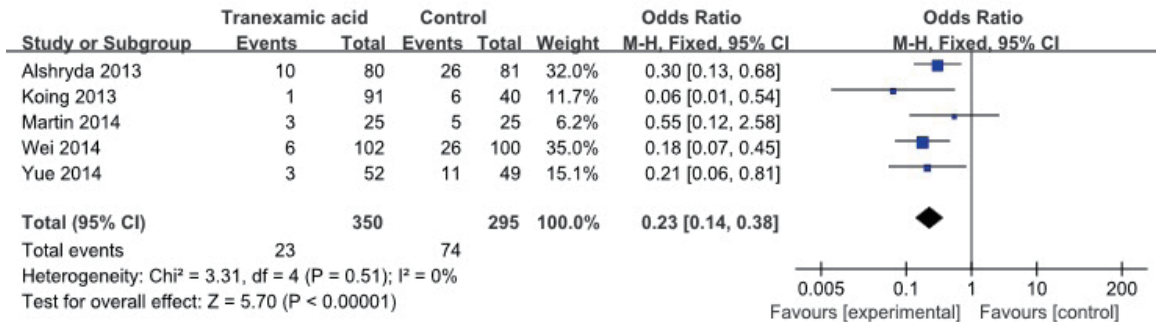 Tranexamic acid Control Odds Ratio Odds Ratio
Study or Subgroup Events Total Events Total Weight M-H, Fixed, 95% CI M-H, Fixed, 95% CI
Alshryda 2013 10 80 26 81 32.0% 0.30 [0.13, 0.68]
Koing 2013 1 91 6 40 11.7% 0.06 [0.01, 0.54]
Martin 2014 3 25 5 25 6.2% 0.55 [0.12, 2.58]
Wei 2014 6 102 26 100 35.0% 0.18 [0.07, 0.45]
Yue 2014 3 52 11 49 15.1% 0.21 [0.06, 0.81]
Total (95% CI) 350 295 100.0% 0.23 [0.14, 0.38]
Total events 23 74
Heterogeneity: Chi² = 3.31, df = 4 (P = 0.51); I² = 0%
Test for overall effect: Z = 5.70 (P < 0.00001)
0.005 0.1 1 10 200
Favours [experimental] Favours [control]